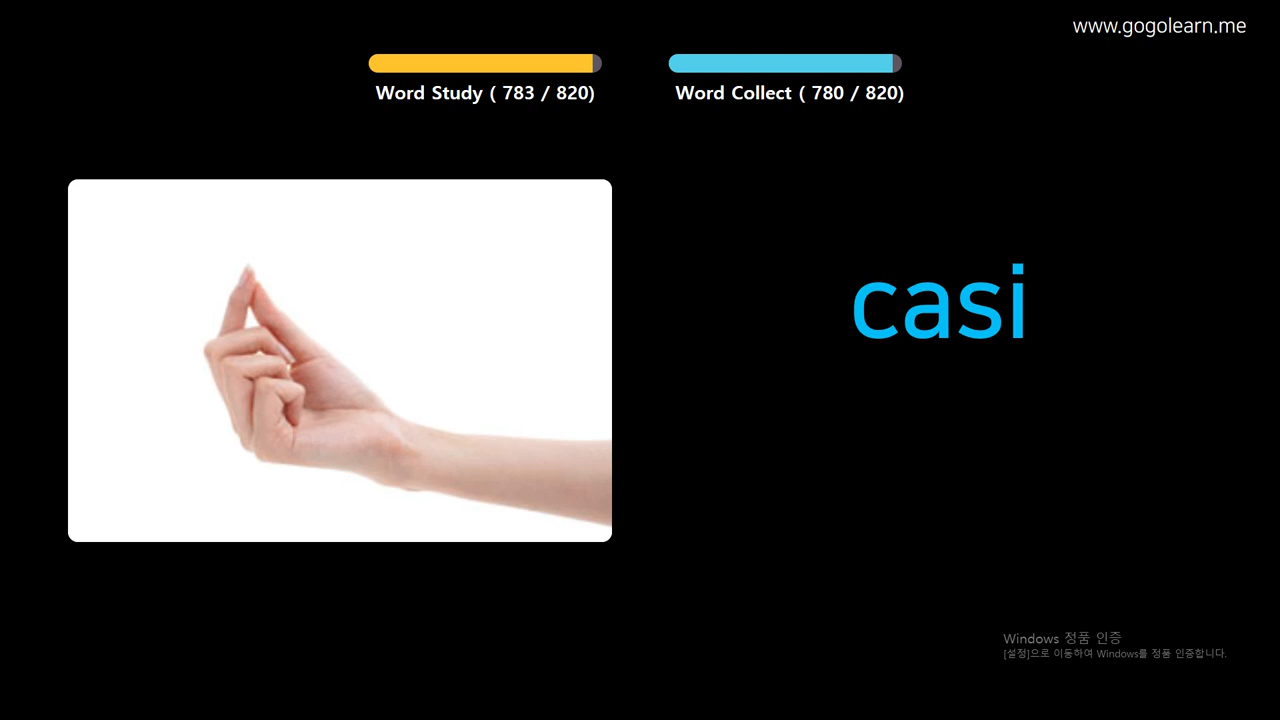 www.gogolearn.me
Word Study ( 783 / 820)
Word Collect ( 780 / 820)
casi
Windows 정품 인증
[설정]으로 이동하여 Windows를 정품 인증합니다.